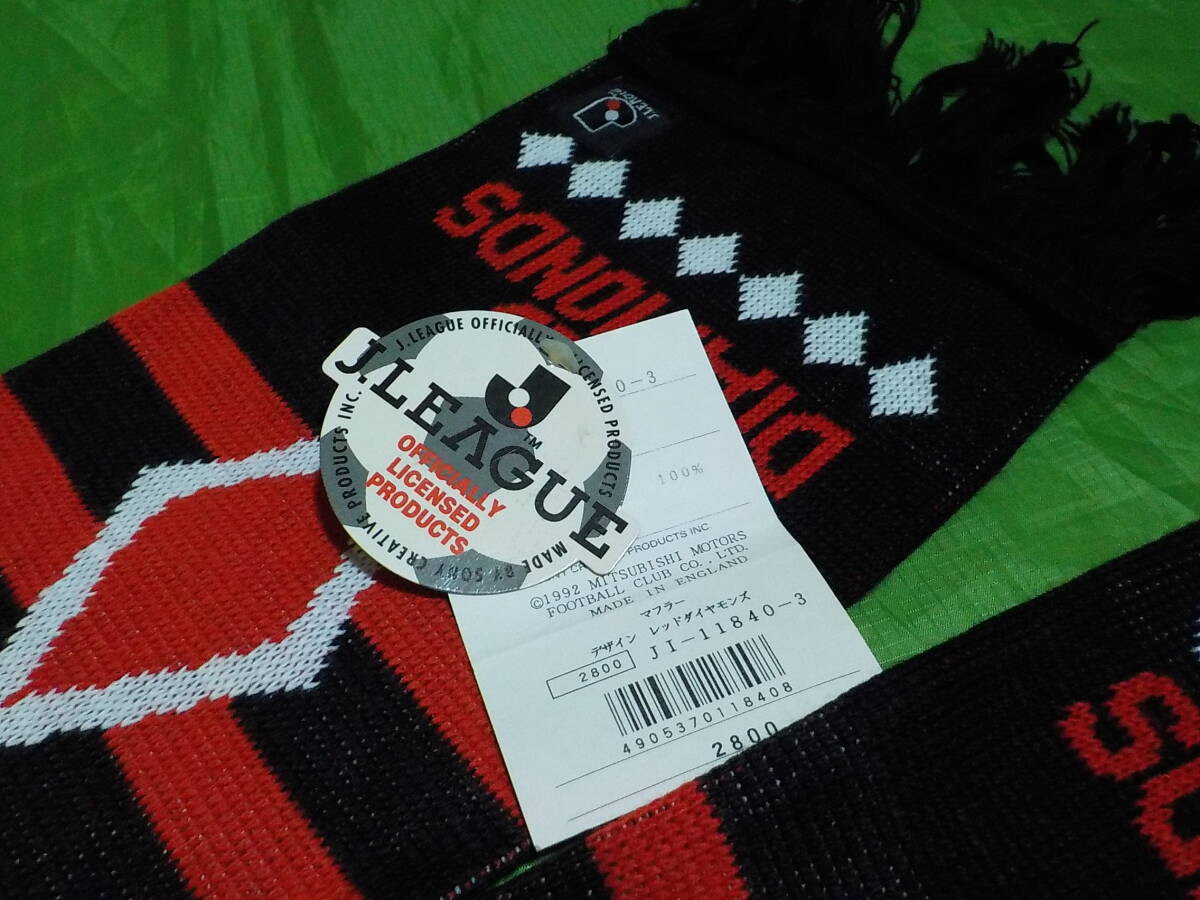 J.LEAGUE
DIAMONDS
J.LEAGUE OFFICIALLY LICENSED PRODUCTS
MADE BY SONY CREATIVE PRODUCTS INC.
J.LEAGUE
TM
OFFICIALLY
LICENSED
PRODUCTS
0-3
100%
PRODUCTS INC
©1992 MITSUBISHI MOTORS
FOOTBALL CLUB CO., LTD.
MADE IN ENGLAND
マフラー
デザイン レッドダイヤモンズ
2800 JI-11840-3
4905370118408
2800